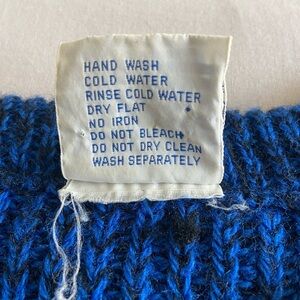 HAND WASH
COLD WATER
RINSE COLD WATER
DRY FLAT
NO IRON
DO NOT BLEACH
DO NOT DRY CLEAN
WASH SEPARATELY